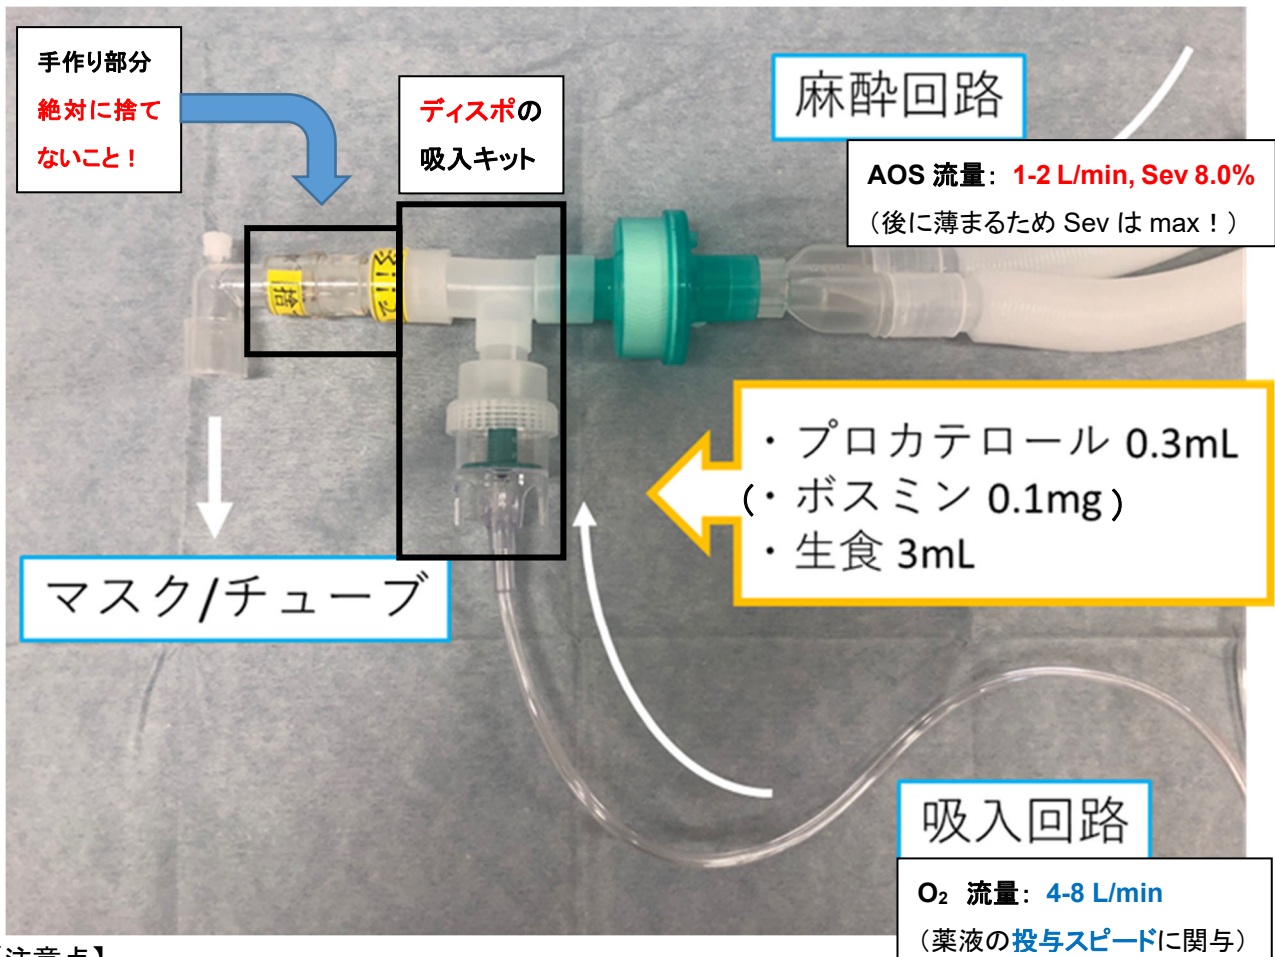 手作り部分
絶対に捨て
ないこと！
ディスポの
吸入キット
麻酔回路
AOS 流量： 1-2 L/min, Sev 8.0%
（後に薄まるため Sev は max！）
捨
・プロカテロール 0.3mL
(・ボスミン 0.1mg )
・生食 3mL
マスク/チューブ
吸入回路
O₂ 流量： 4-8 L/min
（薬液の投与スピードに関与）
【注意点】